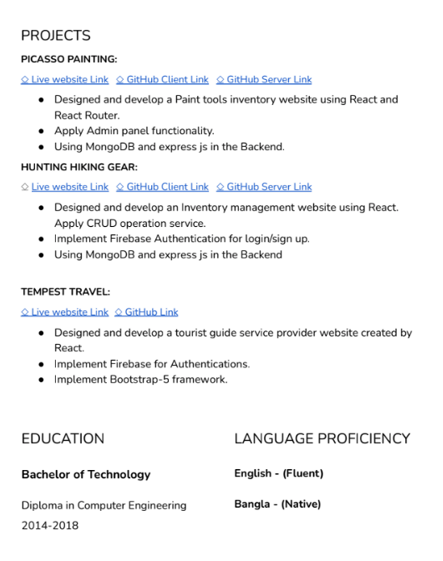 PROJECTS
PICASSO PAINTING:
Live website Link GitHub Client Link GitHub Server Link
● Designed and develop a Paint tools inventory website using React and
React Router.
● Apply Admin panel functionality.
● Using MongoDB and express js in the Backend.
HUNTING HIKING GEAR:
Live website Link GitHub Client Link GitHub Server Link
● Designed and develop an Inventory management website using React.
Apply CRUD operation service.
● Implement Firebase Authentication for login/sign up.
● Using MongoDB and express js in the Backend
TEMPEST TRAVEL:
Live website Link GitHub Link
● Designed and develop a tourist guide service provider website created by
React.
● Implement Firebase for Authentications.
● Implement Bootstrap-5 framework.
EDUCATION
Bachelor of Technology
Diploma in Computer Engineering
2014-2018
LANGUAGE PROFICIENCY
English - (Fluent)
Bangla - (Native)